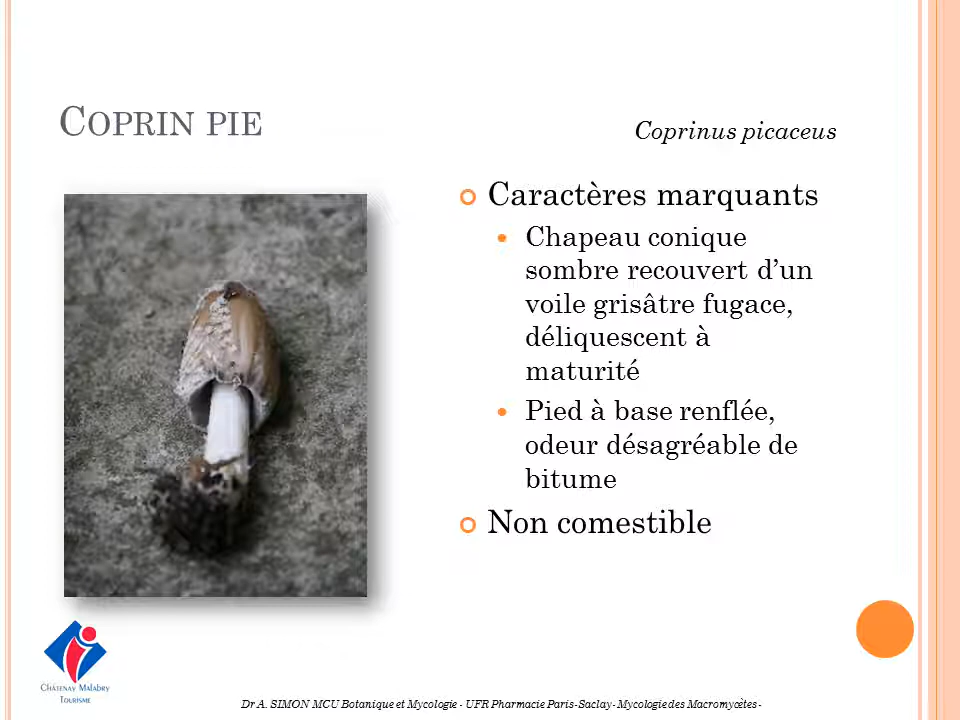 COPRIN PIE
Coprinus picaceus
Caractères marquants
Chapeau conique
sombre recouvert d’un
voile grisâtre fugace,
déliquescent à
maturité
Pied à base renflée,
odeur désagréable de
bitume
Non comestible
CHÂTENAY MALABRY
TOURISME
Dr A. SIMON MCU Botanique et Mycologie - UFR Pharmacie Paris-Saclay- Mycologie des Macromycètes -